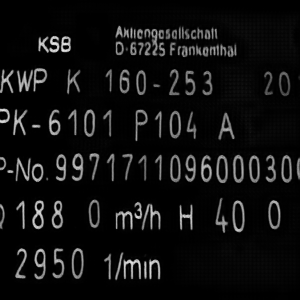 KSB Aktiengesellschaft
D-67225 Frankenthal
KWP K 160-253 20
PK-6101 P104 A
P-No. 9971711096000300
Q 188 0 m³/h H 40 0
2950 1/min